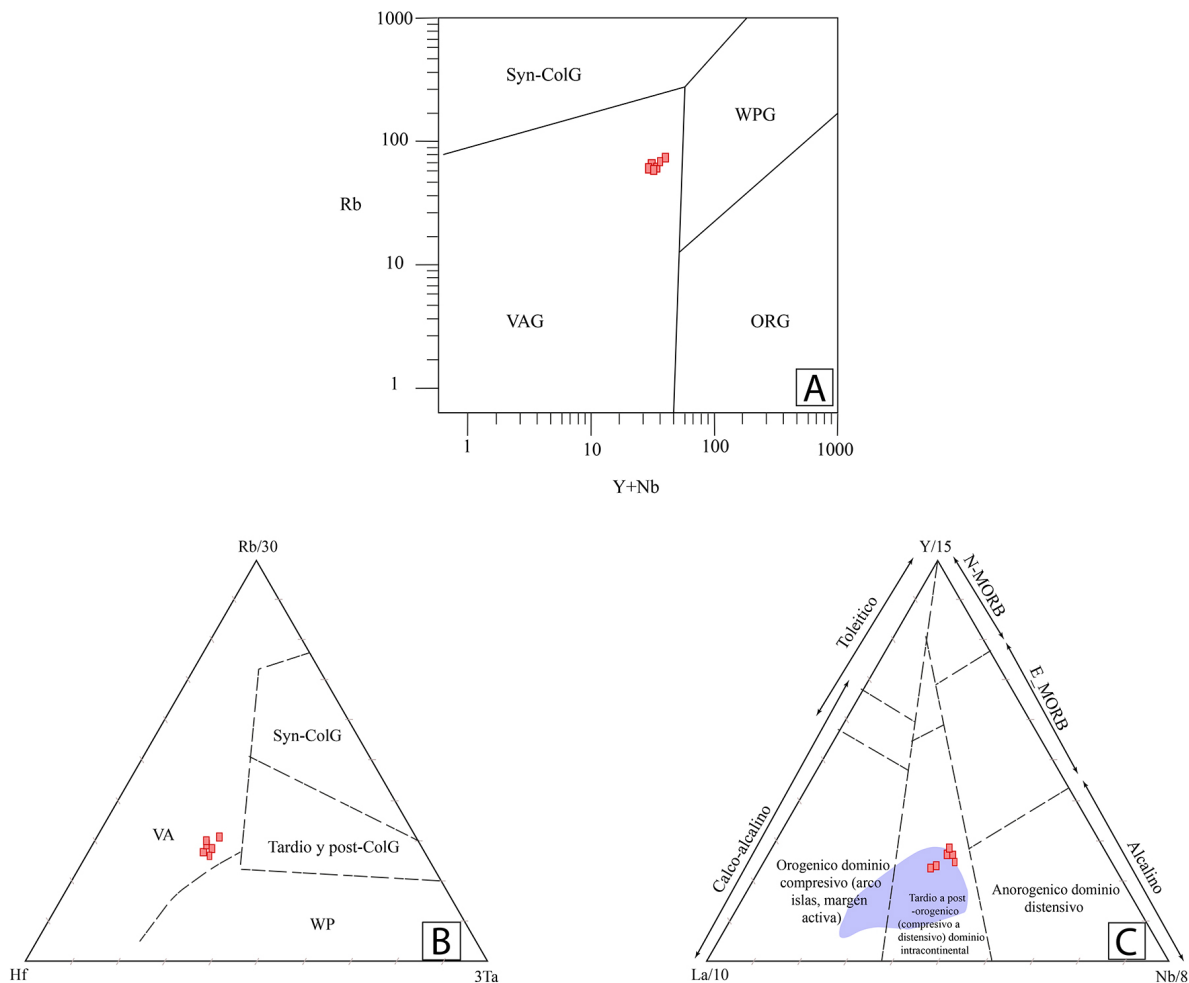 1000
Syn-ColG
WPG
100
Rb
10
VAG
ORG
1
A
1
10
100
1000
Y+Nb
Rb/30
Syn-ColG
VA
Tardio y post-ColG
WP
B
Hf
3Ta
Y/15
N-MORB
Toleitico
E_MORB
Calco-alcalino
Alcalino
Orogenico dominio
compresivo (arco
islas, margén
activa)
Tardio a post
-orogenico
(compresivo a
distensivo) dominio
intracontinental
Anorogenico dominio
distensivo
C
La/10
Nb/8